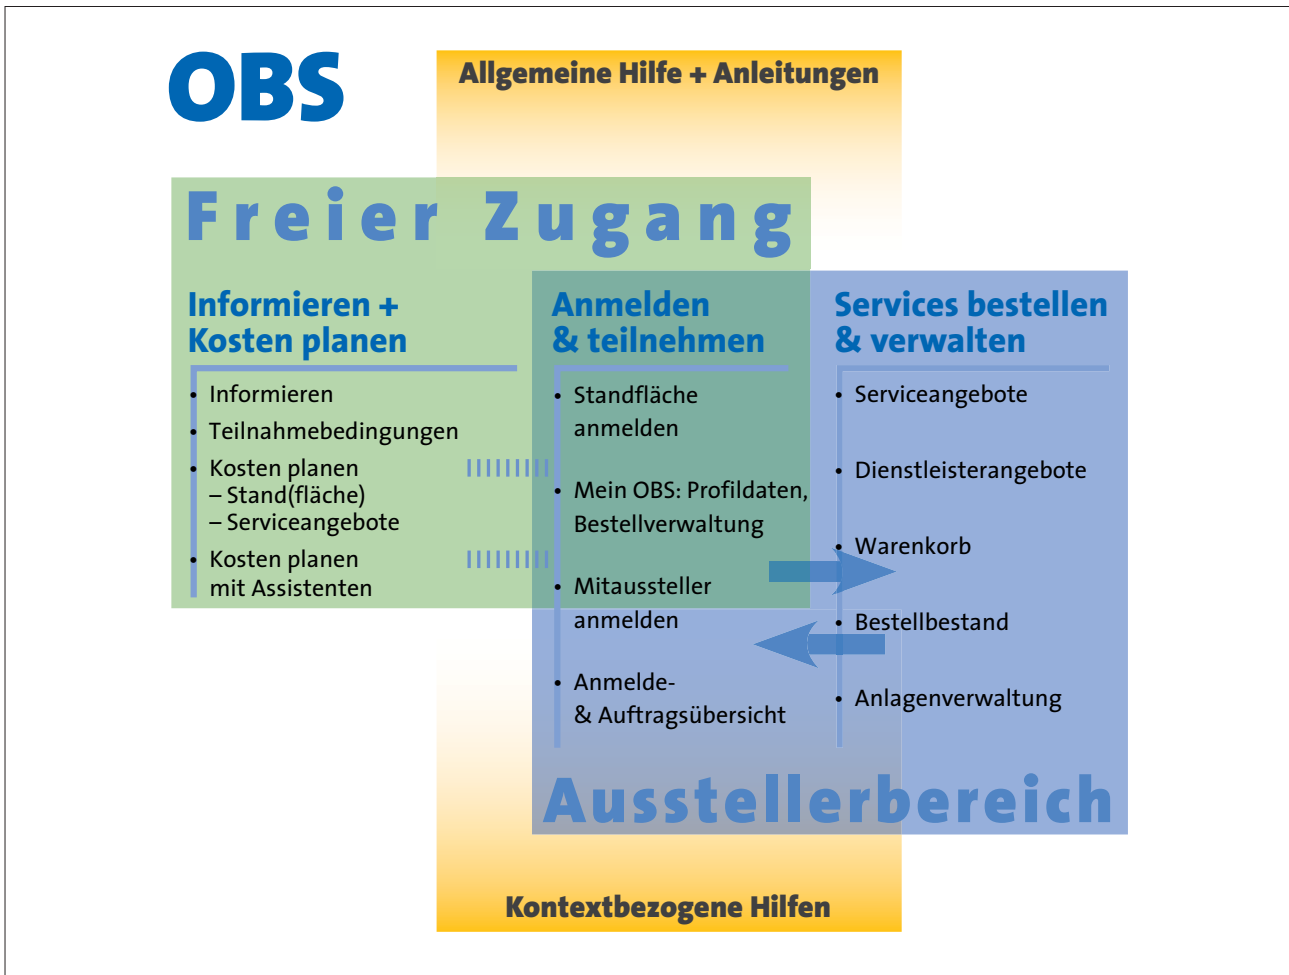 OBS
Allgemeine Hilfe + Anleitungen
Freier Zugang
Informieren +
Kosten planen
• Informieren
• Teilnahmebedingungen
• Kosten planen
– Stand(fläche)
– Serviceangebote
• Kosten planen
mit Assistenten
Anmelden
& teilnehmen
• Standfläche
anmelden
• Mein OBS: Profildaten,
Bestellverwaltung
• Mitaussteller
anmelden
• Anmelde-
& Auftragsübersicht
Services bestellen
& verwalten
• Serviceangebote
• Dienstleisterangebote
• Warenkorb
• Bestellbestand
• Anlagenverwaltung
Ausstellerbereich
Kontextbezogene Hilfen